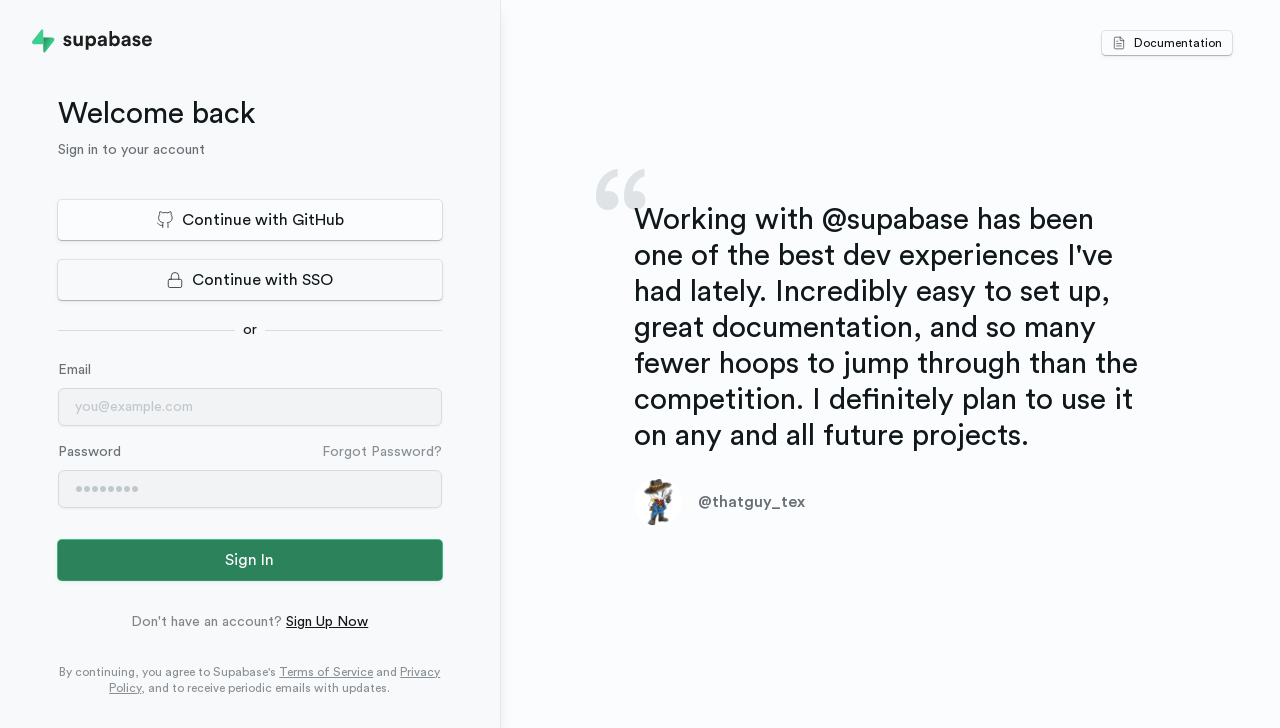 supabase
Welcome back
Sign in to your account
Continue with GitHub
Continue with SSO
or
Email
you@example.com
Password
Forgot Password?
••••••••
Sign In
Don't have an account? Sign Up Now
By continuing, you agree to Supabase's Terms of Service and Privacy
Policy, and to receive periodic emails with updates.
Documentation
“
Working with @supabase has been
one of the best dev experiences I've
had lately. Incredibly easy to set up,
great documentation, and so many
fewer hoops to jump through than the
competition. I definitely plan to use it
on any and all future projects.
@thatguy_tex